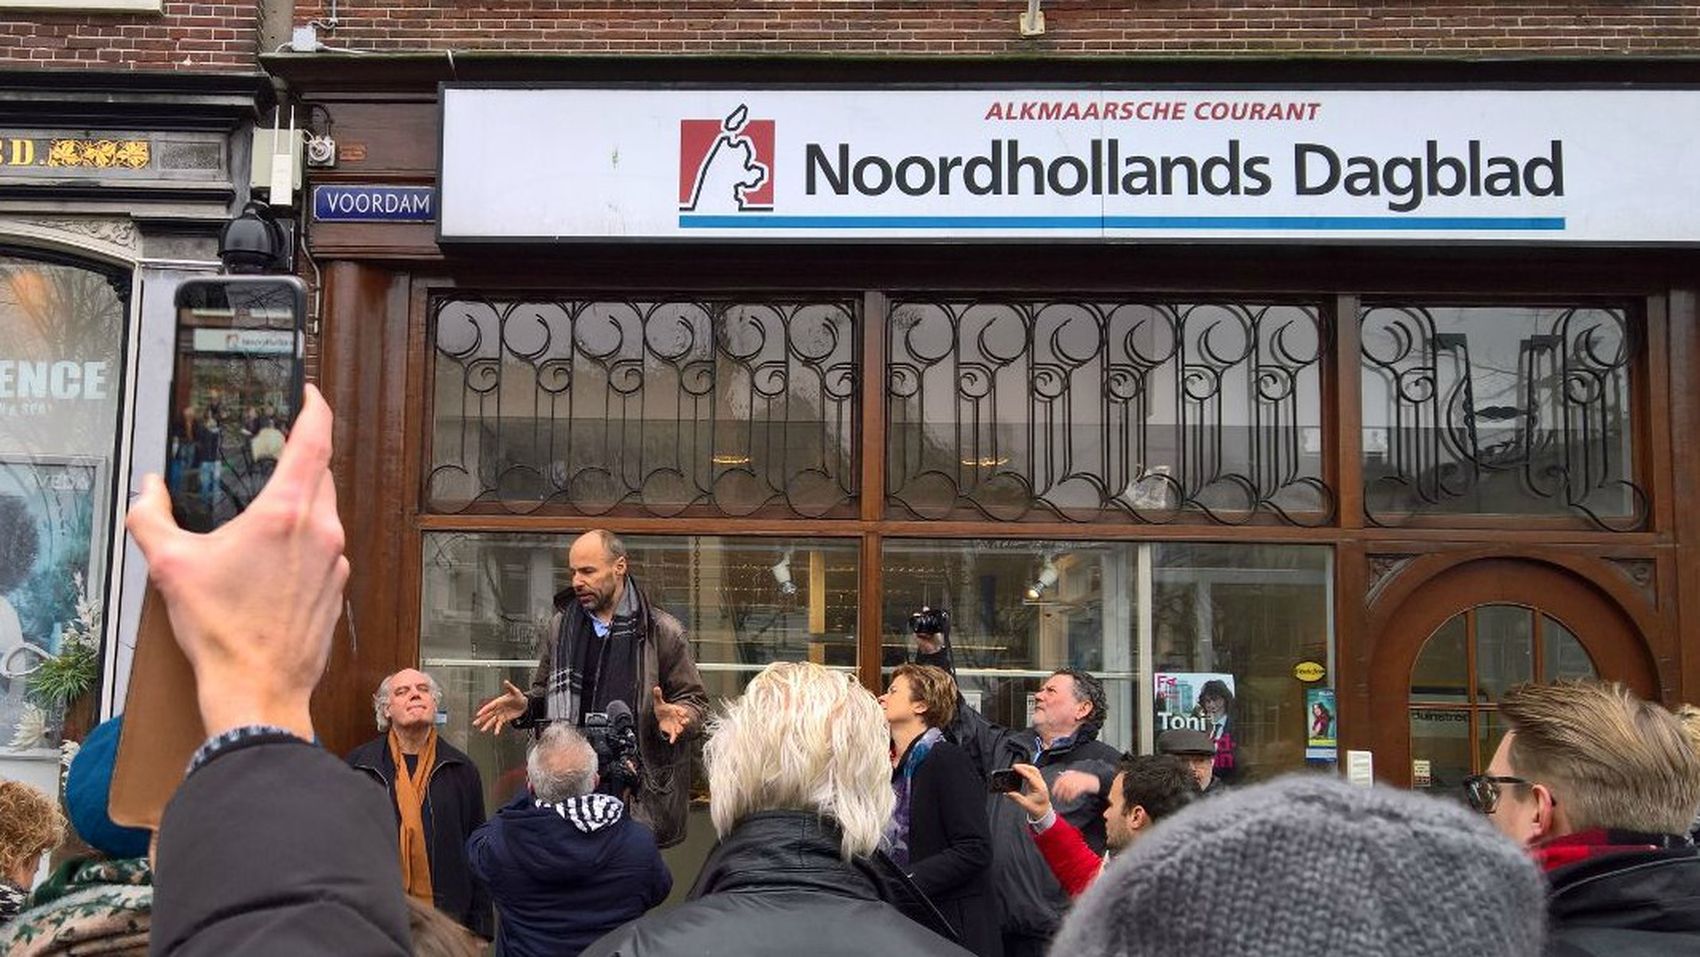 ALKMAARSCHE COURANT
Noordhollands Dagblad
VOORDAM
D.
ENCE
Toni